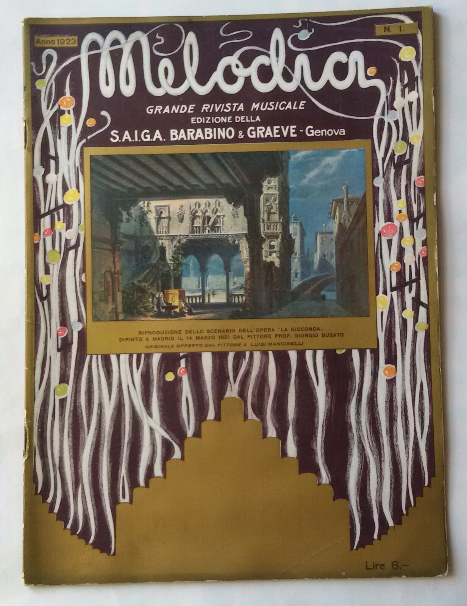 Anno 1923
N. 1.
Melodia
GRANDE RIVISTA MUSICALE
EDIZIONE DELLA
S.A.I.G.A. BARABINO & GRAEVE - Genova
RIPRODUZIONE DELLO SCENARIO DELL'OPERA "LA GIOCONDA,
DIPINTO A MADRID IL 14 MARZO 1891 DAL PITTORE PROF. GIORGIO BUSATO
ORIGINALE OFFERTO DAL PITTORE A LUIGI MANCINELLI
Lire 6.-